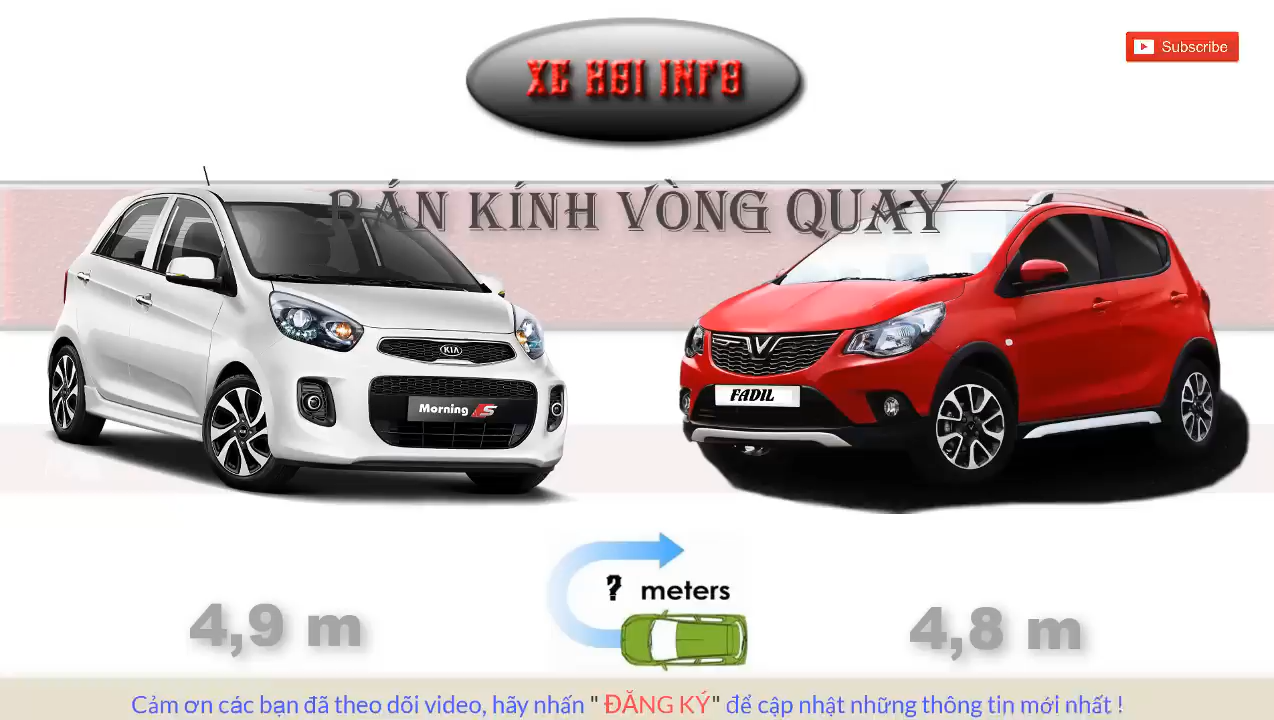 XE HƠI INFO
Subscribe
BÁN KÍNH VÒNG QUAY
KIA
Morning S
FADIL
? meters
4,9 m
4,8 m
Cảm ơn các bạn đã theo dõi video, hãy nhấn " ĐĂNG KÝ" để cập nhật những thông tin mới nhất !